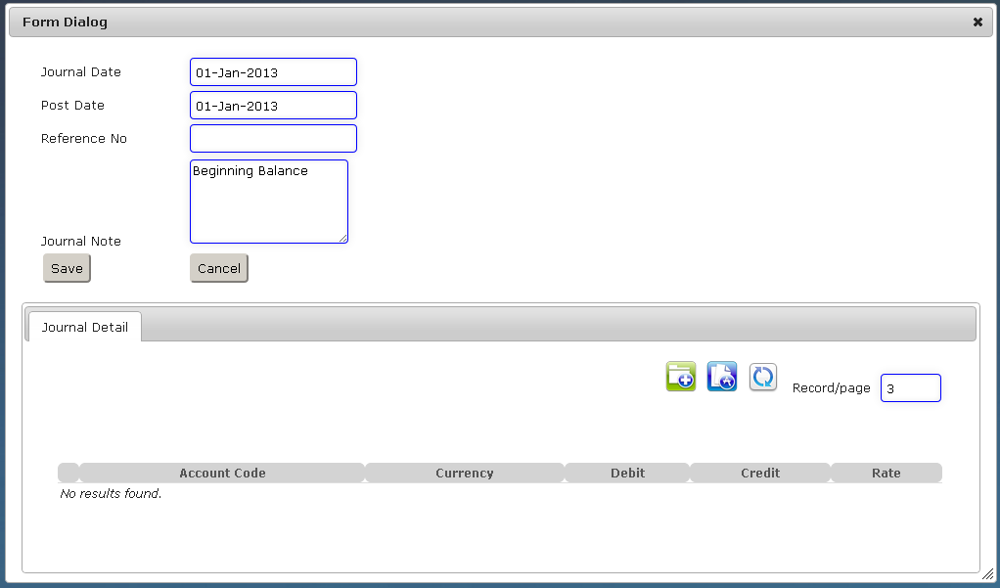 Form Dialog
Journal Date 01-Jan-2013
Post Date 01-Jan-2013
Reference No
Beginning Balance
Journal Note
Save Cancel
Journal Detail
Record/page 3
Account Code Currency Debit Credit Rate
No results found.